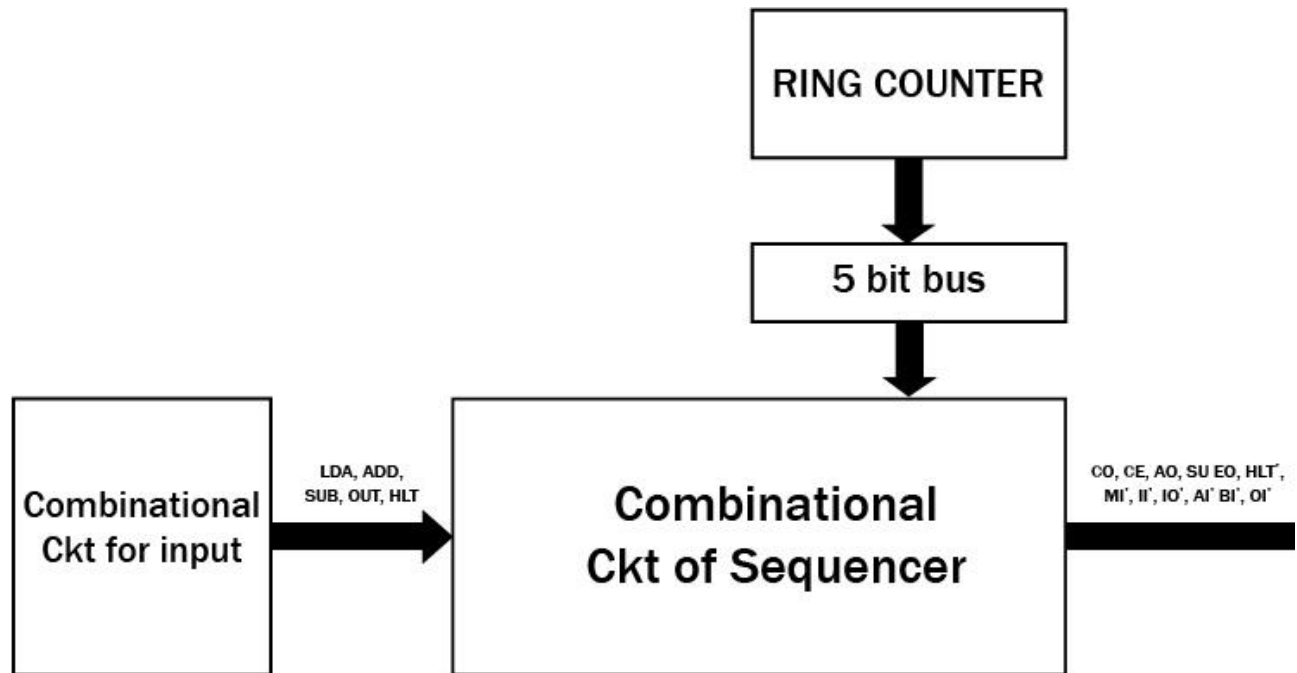 RING COUNTER
5 bit bus
Combinational
Ckt for input
LDA, ADD,
SUB, OUT, HLT
Combinational
Ckt of Sequencer
CO, CE, AO, SU EO, HLT*,
MI*, II*, IO*, AI* BI*, OI*